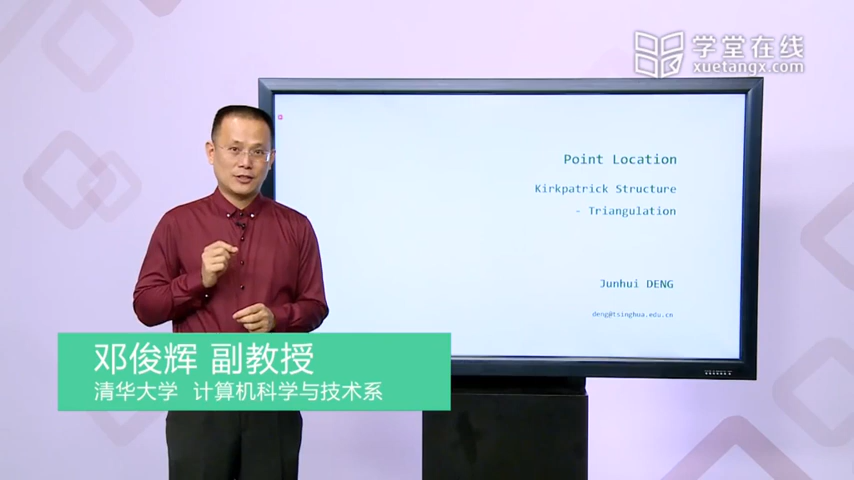 学堂在线
xuetangx.com
Point Location
Kirkpatrick Structure
- Triangulation
Junhui DENG
deng@tsinghua.edu.cn
邓俊辉 副教授
清华大学 计算机科学与技术系